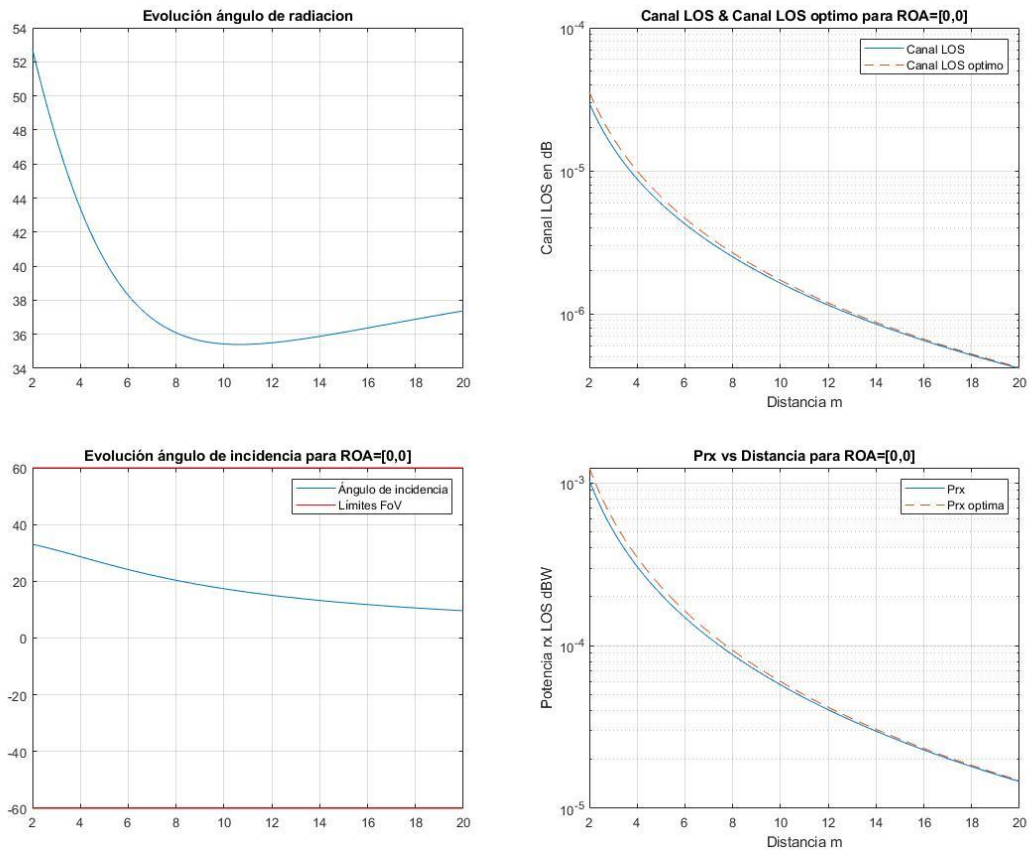 Evolución ángulo de radiacion
54
52
50
48
46
44
42
40
38
36
34
2 4 6 8 10 12 14 16 18 20
Canal LOS & Canal LOS optimo para ROA=[0,0]
Canal LOS
Canal LOS optimo
Canal LOS en dB
10-4
10-5
10-6
2 4 6 8 10 12 14 16 18 20
Distancia m
Evolución ángulo de incidencia para ROA=[0,0]
Ángulo de incidencia
Límites FoV
60
40
20
0
-20
-40
-60
2 4 6 8 10 12 14 16 18 20
Prx vs Distancia para ROA=[0,0]
Prx
Prx optima
Potencia rx LOS dBW
10-3
10-4
10-5
2 4 6 8 10 12 14 16 18 20
Distancia m